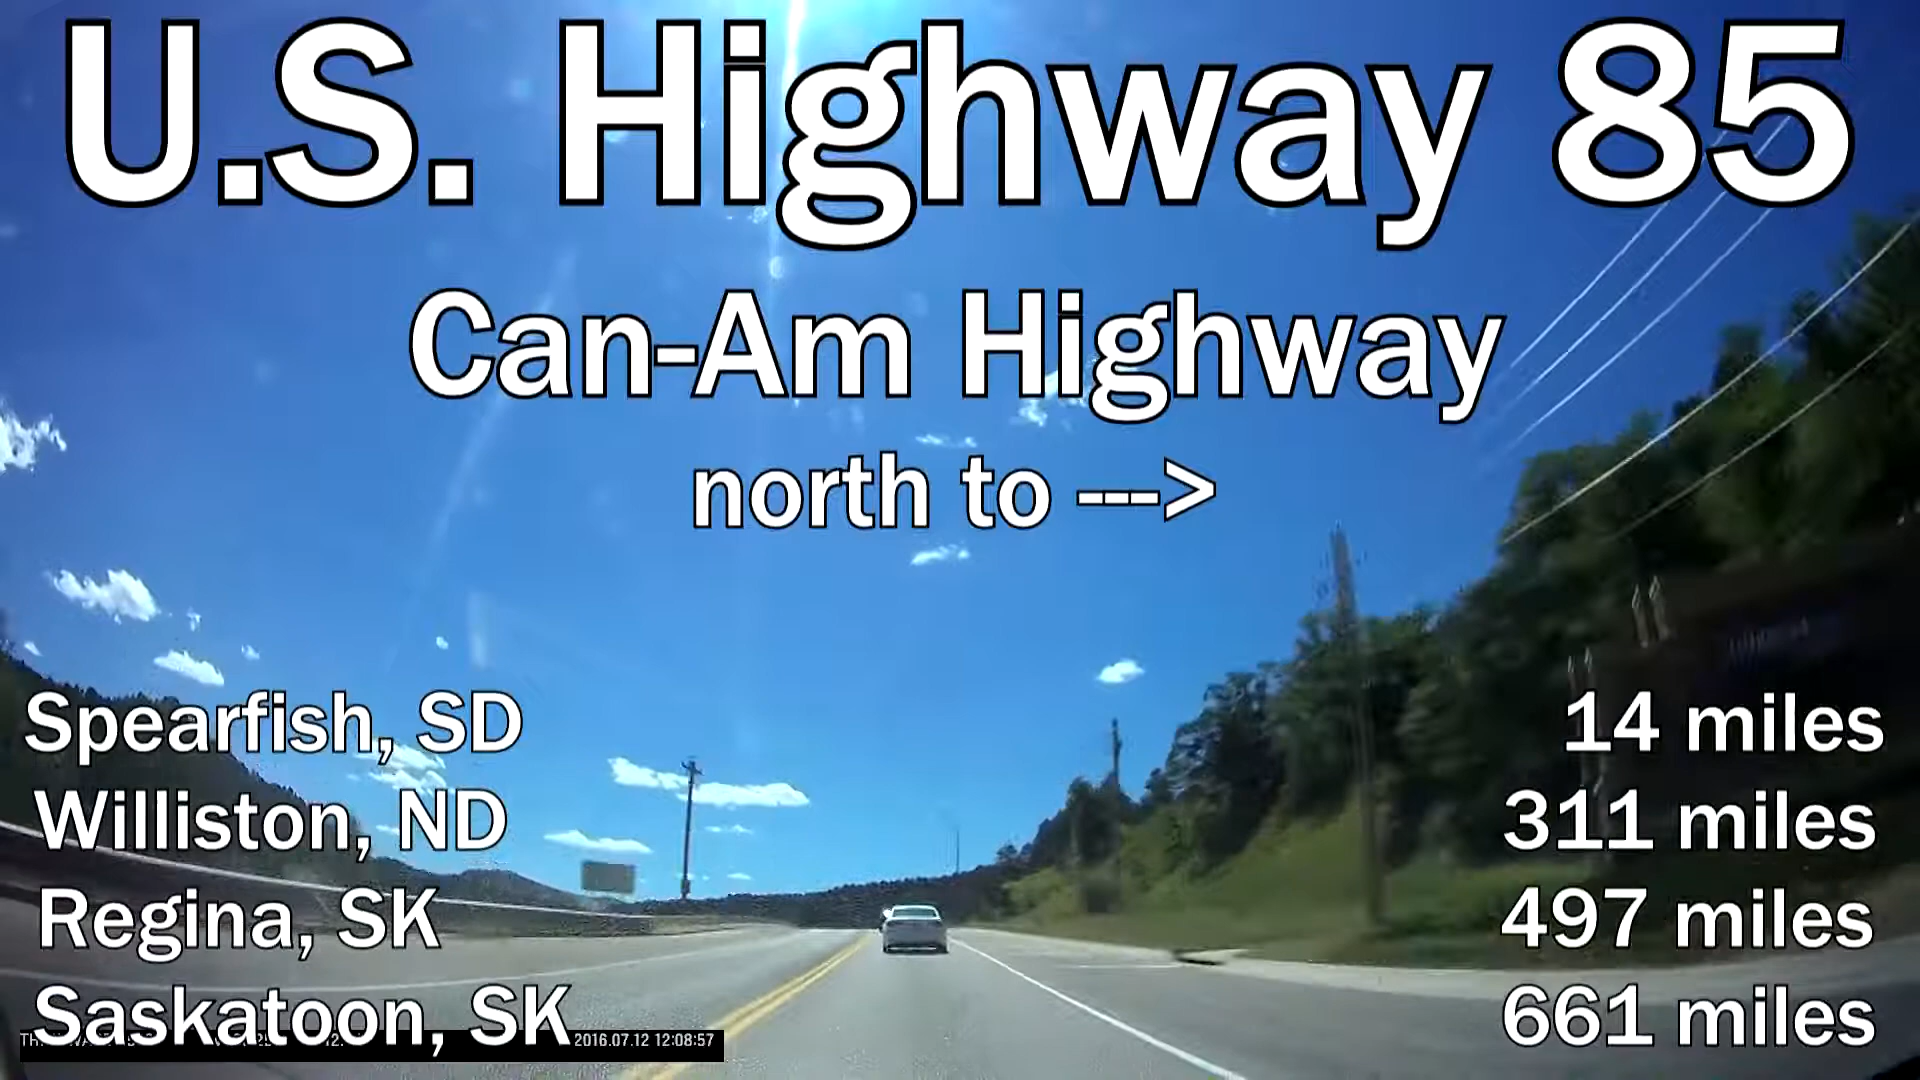 U.S. Highway 85
Can-Am Highway
north to --->
Spearfish, SD 14 miles
Williston, ND 311 miles
Regina, SK 497 miles
Saskatoon, SK 661 miles
2016.07.12 12:08:57